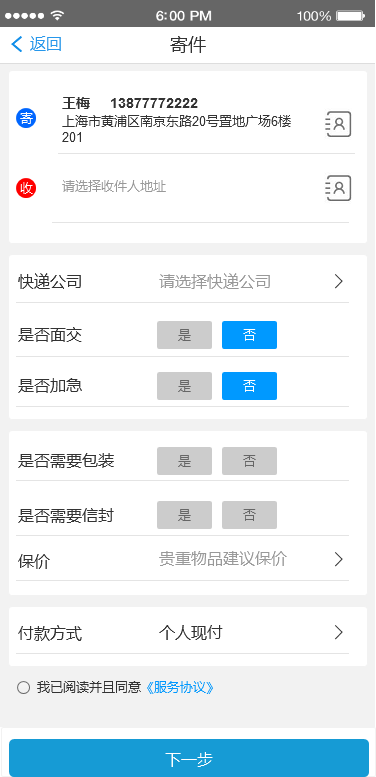 6:00 PM 100%
返回 寄件
寄 王梅 13877772222
上海市黄浦区南京东路20号置地广场6楼
201
收 请选择收件人地址
快递公司 请选择快递公司
是否面交 是 否
是否加急 是 否
是否需要包装 是 否
是否需要信封 是 否
保价 贵重物品建议保价
付款方式 个人现付
我已阅读并且同意《服务协议》
下一步